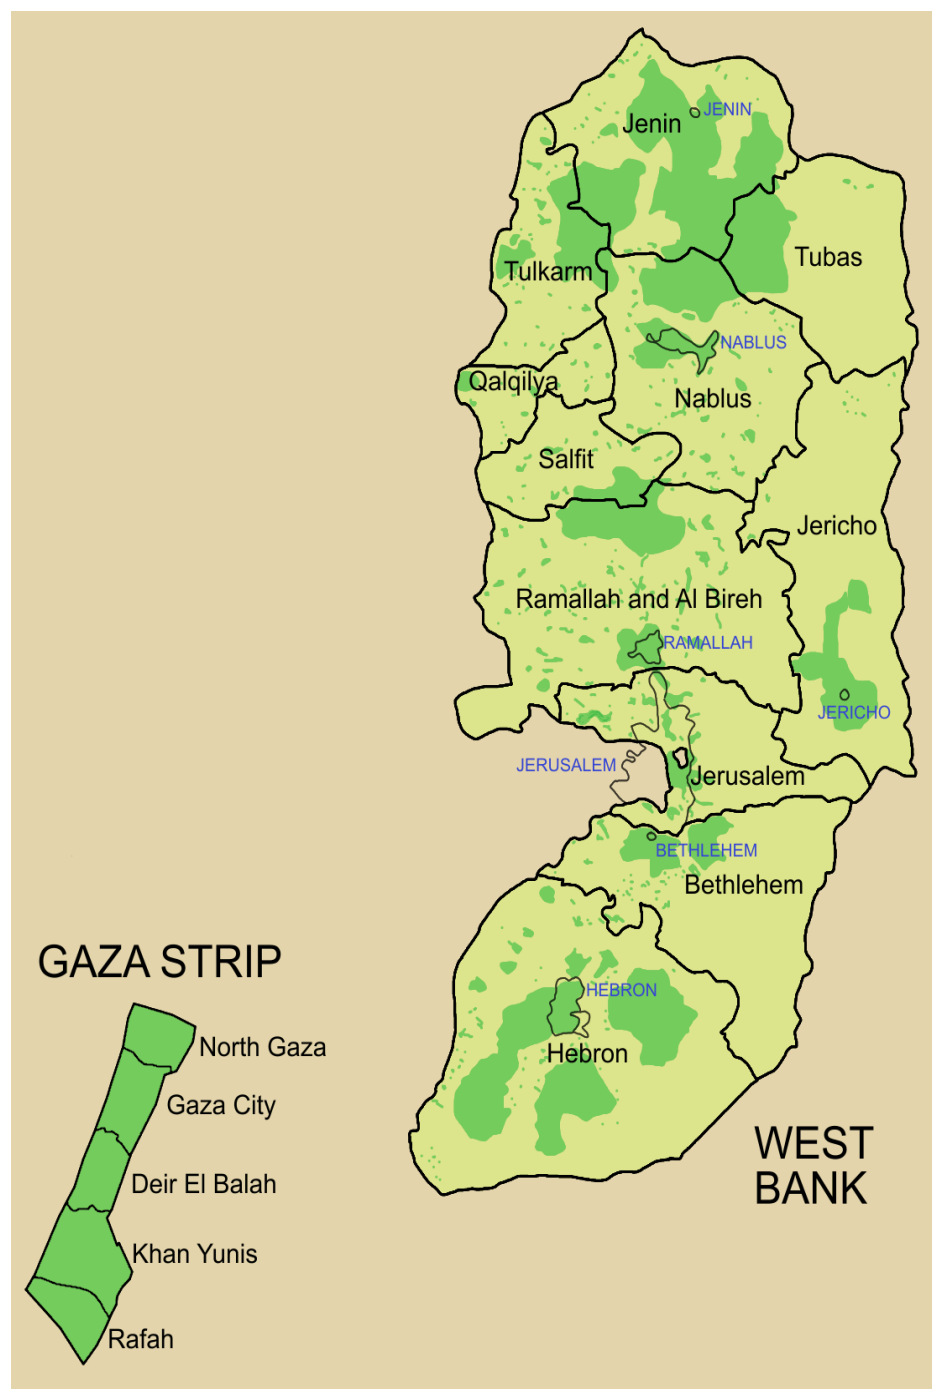 JENIN
Jenin
Tubas
Tulkarm
NABLUS
Qalqilya
Nablus
Salfit
Jericho
Ramallah and Al Bireh
RAMALLAH
JERICHO
JERUSALEM
Jerusalem
BETHLEHEM
Bethlehem
GAZA STRIP
HEBRON
North Gaza
Hebron
Gaza City
WEST
BANK
Deir El Balah
Khan Yunis
Rafah